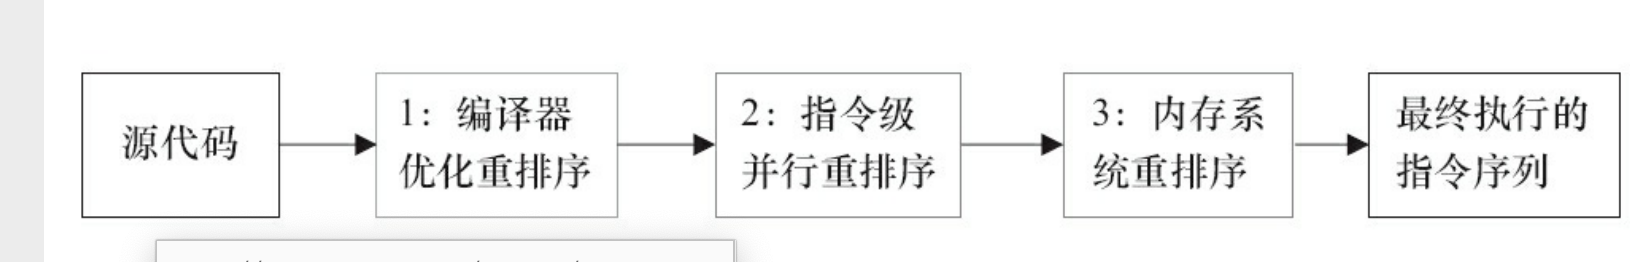 源代码
1：编译器
优化重排序
2：指令级
并行重排序
3：内存系
统重排序
最终执行的
指令序列